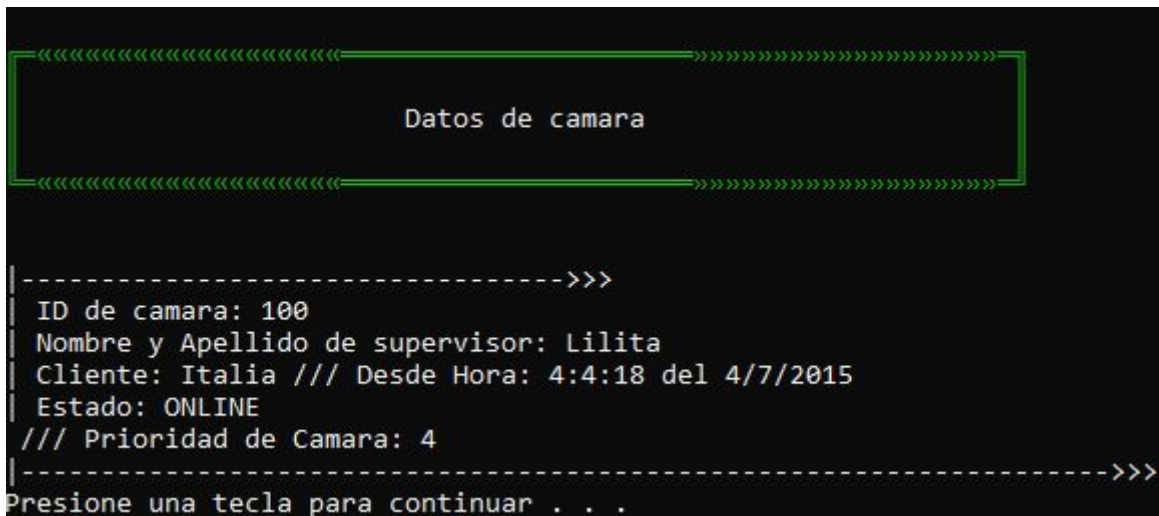 Datos de camara
|---------------------------------->>>
| ID de camara: 100
| Nombre y Apellido de supervisor: Lilita
| Cliente: Italia /// Desde Hora: 4:4:18 del 4/7/2015
| Estado: ONLINE
/// Prioridad de Camara: 4
|-------------------------------------------------------------------->>>
Presione una tecla para continuar . . .